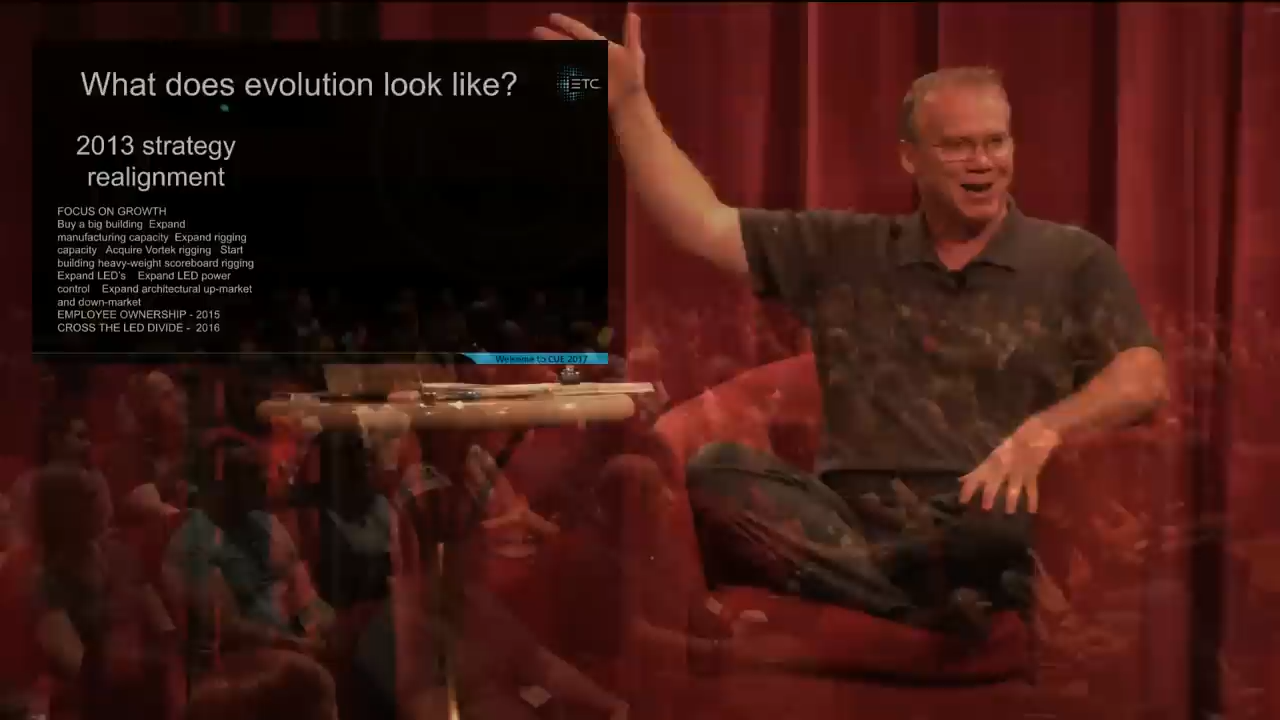 What does evolution look like?
ETC
2013 strategy
realignment
FOCUS ON GROWTH
Buy a big building Expand
manufacturing capacity Expand rigging
capacity Acquire Vortek rigging Start
building heavy-weight scoreboard rigging
Expand LED's Expand LED power
control Expand architectural up-market
and down-market
EMPLOYEE OWNERSHIP - 2015
CROSS THE LED DIVIDE - 2016
Welcome to CUE 2017